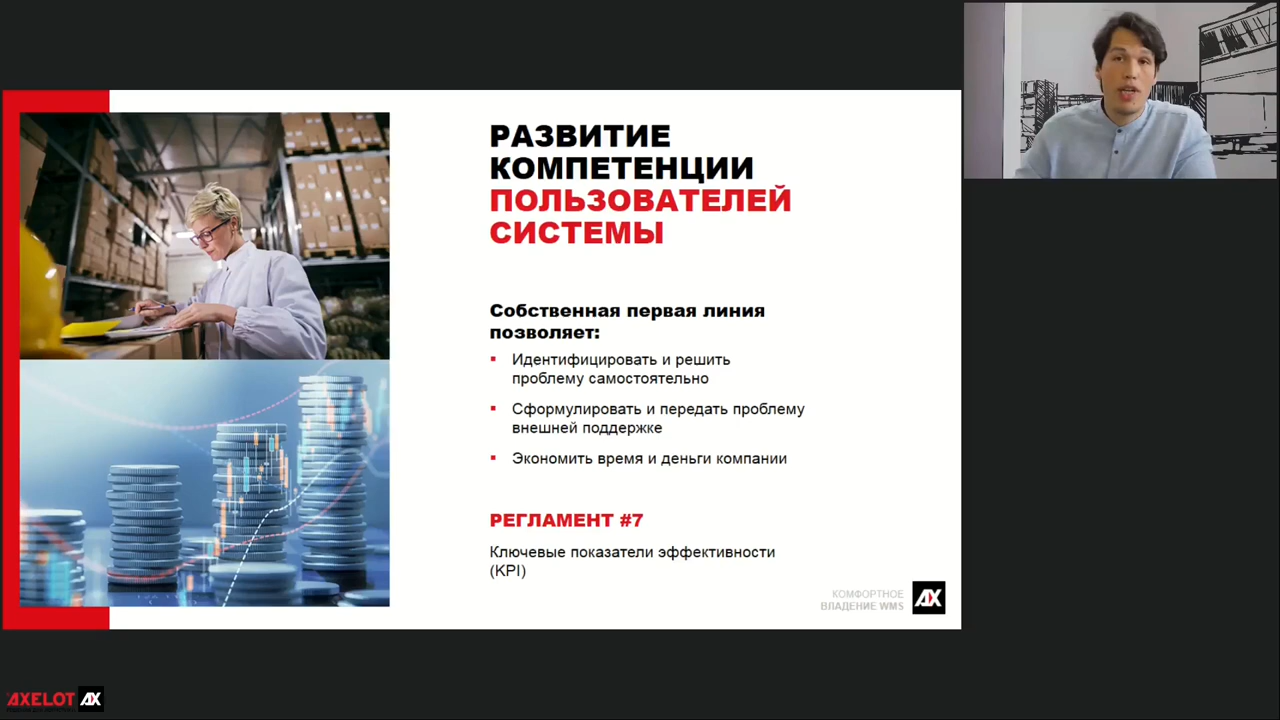 РАЗВИТИЕ
КОМПЕТЕНЦИИ
ПОЛЬЗОВАТЕЛЕЙ
СИСТЕМЫ
Собственная первая линия
позволяет:
Идентифицировать и решить
проблему самостоятельно
Сформулировать и передать проблему
внешней поддержке
Экономить время и деньги компании
РЕГЛАМЕНТ #7
Ключевые показатели эффективности
(KPI)
КОМФОРТНОЕ
ВЛАДЕНИЕ WMS
AX
AXELOT AX